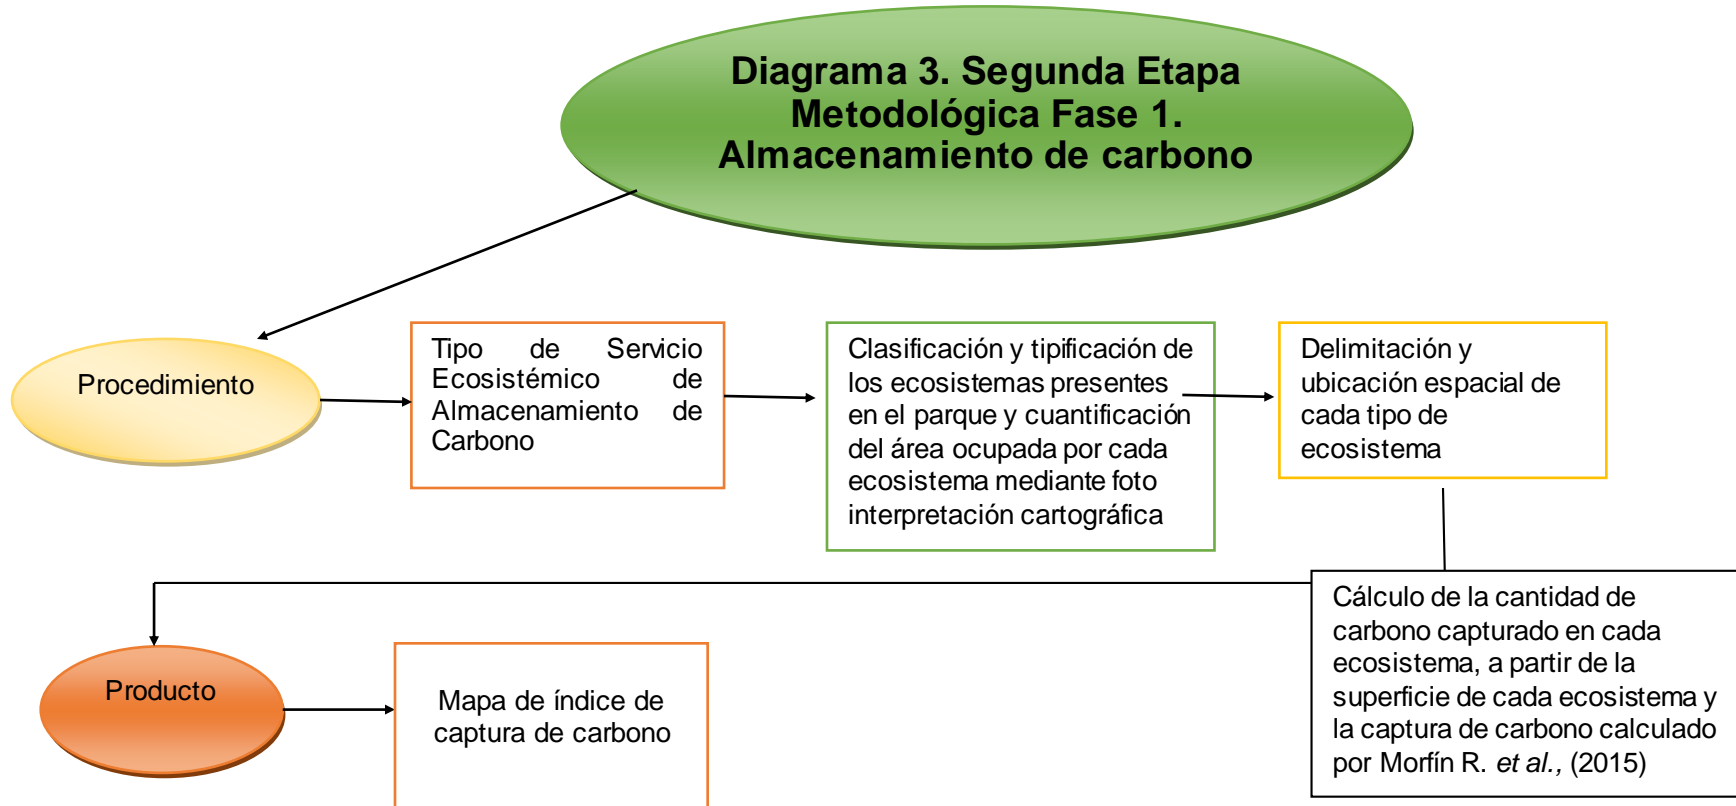 Diagrama 3. Segunda Etapa
Metodológica Fase 1.
Almacenamiento de carbono
Procedimiento
Tipo de Servicio
Ecosistémico de
Almacenamiento de
Carbono
Clasificación y tipificación de
los ecosistemas presentes
en el parque y cuantificación
del área ocupada por cada
ecosistema mediante foto
interpretación cartográfica
Delimitación y
ubicación espacial de
cada tipo de
ecosistema
Cálculo de la cantidad de
carbono capturado en cada
ecosistema, a partir de la
superficie de cada ecosistema y
la captura de carbono calculado
por Morfín R. et al., (2015)
Producto
Mapa de índice de
captura de carbono